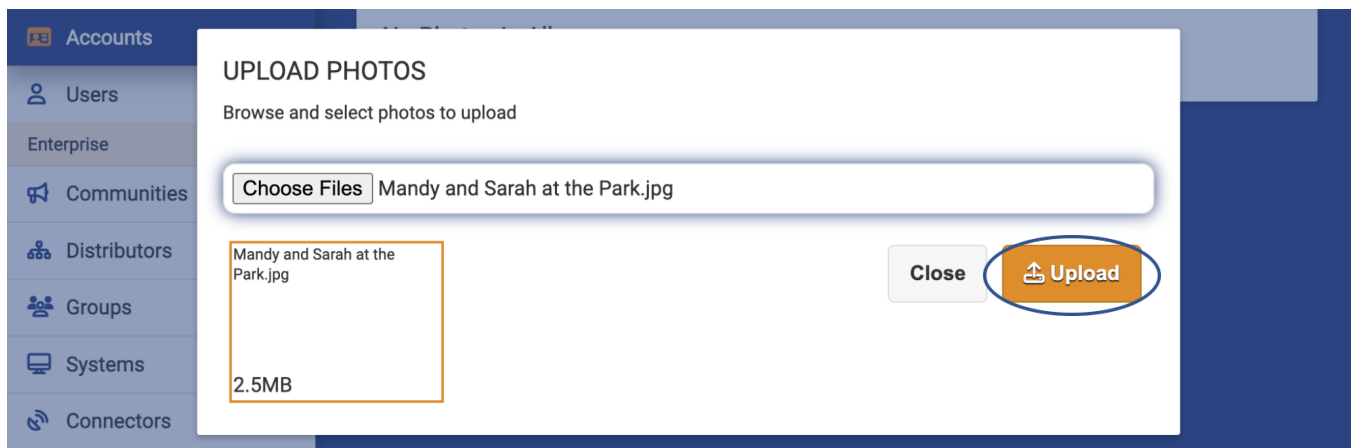 Accounts
Users
Enterprise
Communities
Distributors
Groups
Systems
Connectors
UPLOAD PHOTOS
Browse and select photos to upload
Choose Files Mandy and Sarah at the Park.jpg
Mandy and Sarah at the
Park.jpg
2.5MB
Close
Upload